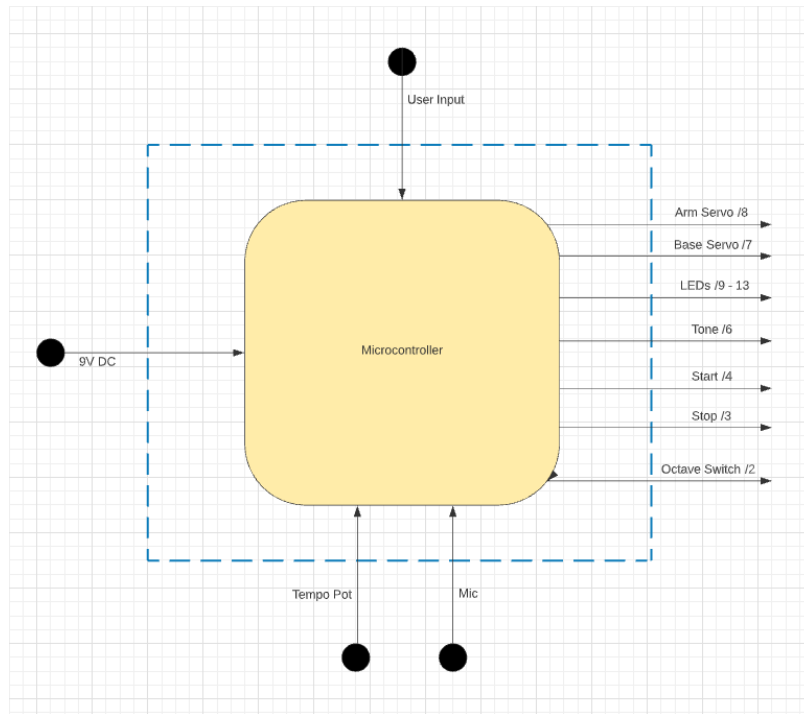 User Input
Arm Servo /8
Base Servo /7
LEDs /9 - 13
Tone /6
Microcontroller
9V DC
Start /4
Stop /3
Octave Switch /2
Tempo Pot
Mic